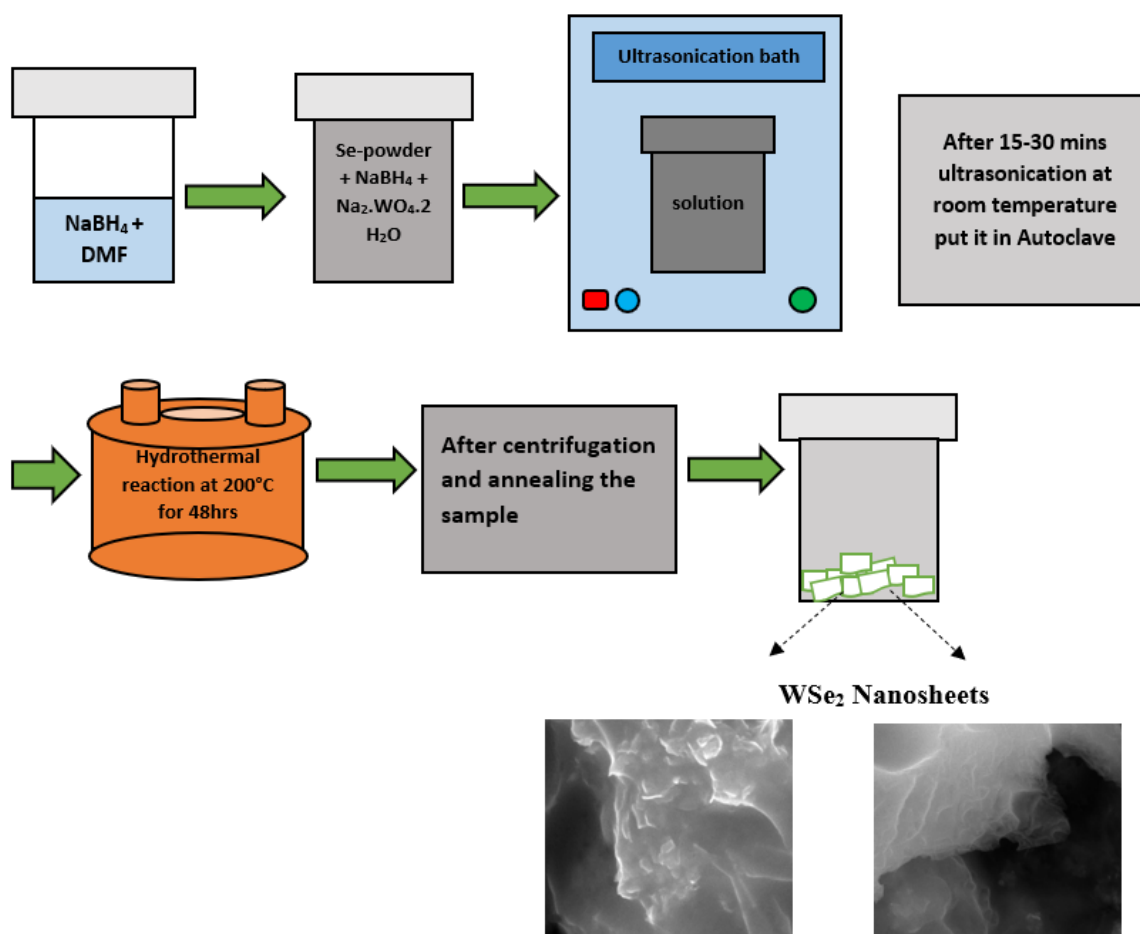 NaBH₄ +
DMF
Se-powder
+ NaBH₄ +
Na₂.WO₄.2
H₂O
Ultrasonication bath
solution
After 15-30 mins
ultrasonication at
room temperature
put it in Autoclave
Hydrothermal
reaction at 200°C
for 48hrs
After centrifugation
and annealing the
sample
WSe₂ Nanosheets